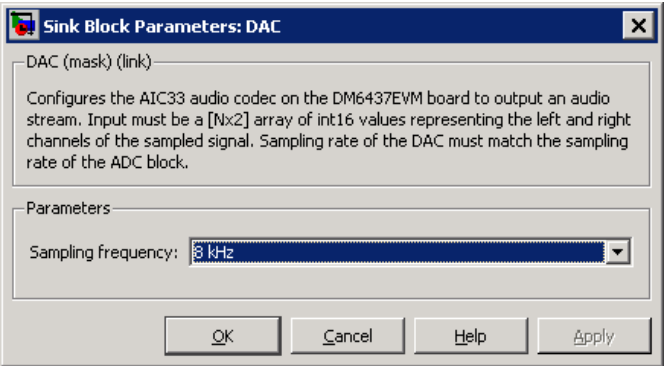 Sink Block Parameters: DAC
DAC (mask) (link)
Configures the AIC33 audio codec on the DM6437EVM board to output an audio
stream. Input must be a [Nx2] array of int16 values representing the left and right
channels of the sampled signal. Sampling rate of the DAC must match the sampling
rate of the ADC block.
Parameters
Sampling frequency: 8 kHz
OK Cancel Help Apply